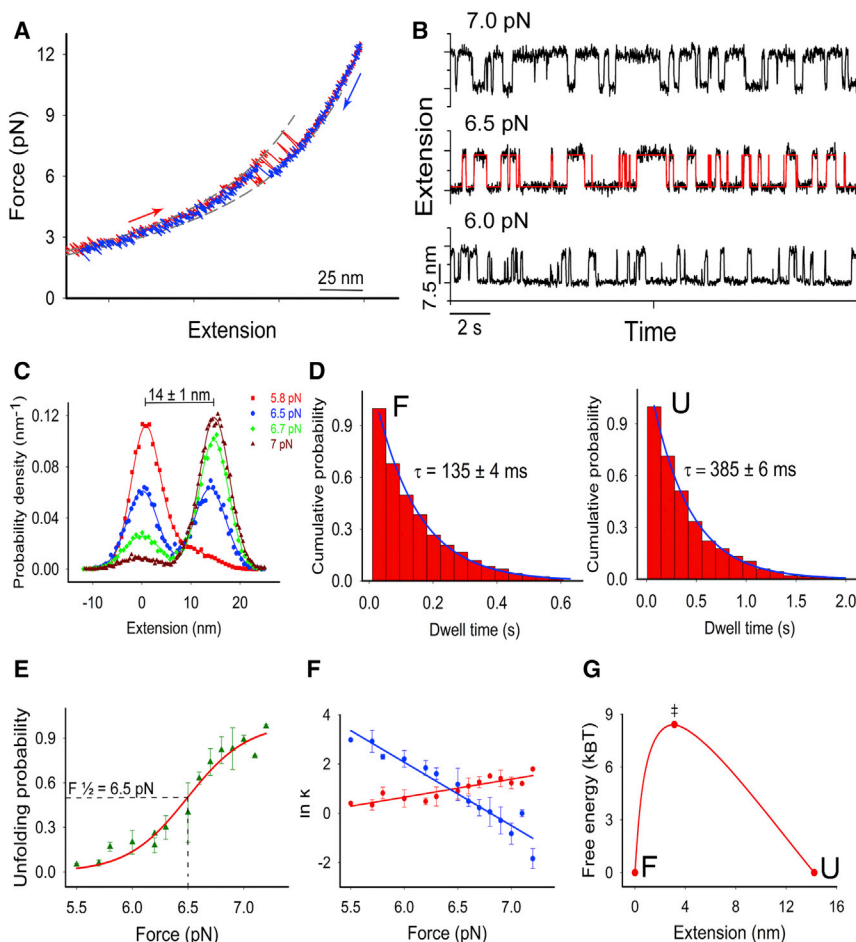 A
12
9
6
3
0
Force (pN)
25 nm
Extension
B
7.0 pN
6.5 pN
6.0 pN
Extension
7.5 nm
2 s
Time
C
14 ± 1 nm
5.8 pN
6.5 pN
6.7 pN
7 pN
0.12
0.08
0.04
0.00
Probability density (nm⁻¹)
-10 0 10 20
Extension (nm)
D
F
τ = 135 ± 4 ms
0.9
0.6
0.3
0.0
Cumulative probability
0.0 0.2 0.4 0.6
Dwell time (s)
U
τ = 385 ± 6 ms
0.9
0.6
0.3
0.0
Cumulative probability
0.0 0.5 1.0 1.5 2.0
Dwell time (s)
E
0.9
0.6
0.3
0.0
Unfolding probability
F ½ = 6.5 pN
5.5 6.0 6.5 7.0
Force (pN)
F
4
2
0
-2
ln κ
5.5 6.0 6.5 7.0
Force (pN)
G
‡
9
6
3
0
Free energy (kBT)
F
U
0 4 8 12 16
Extension (nm)